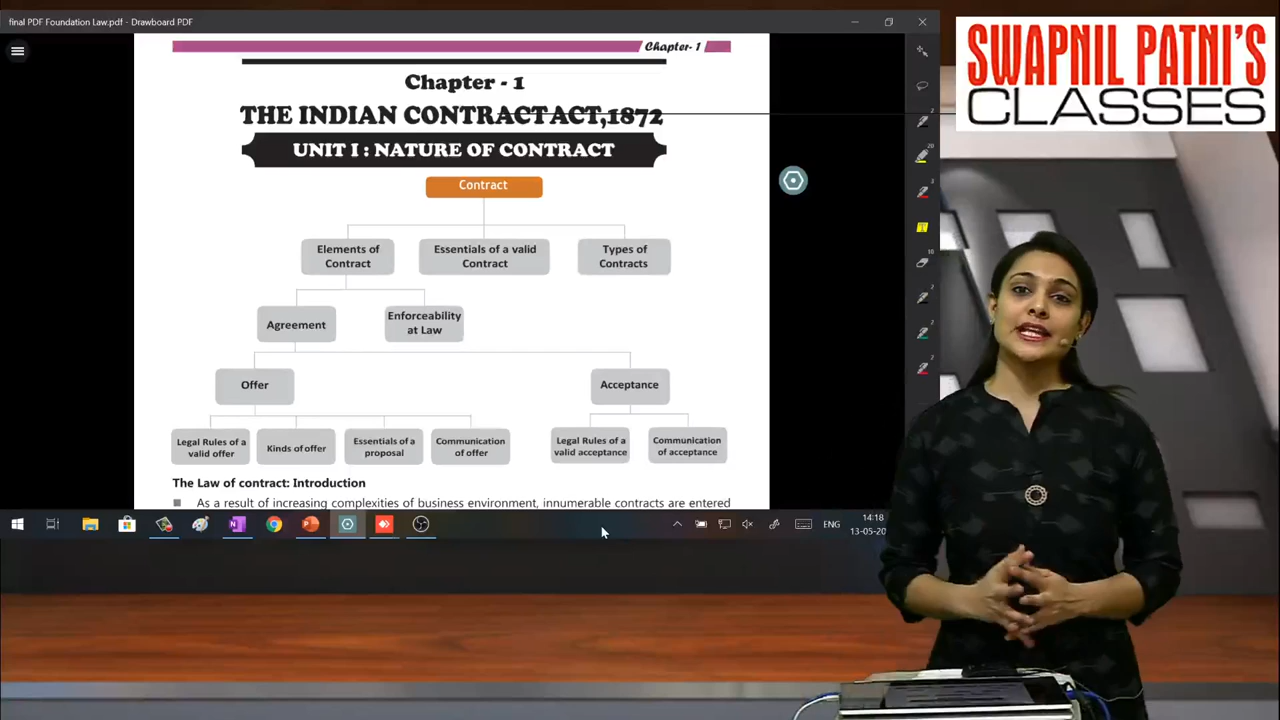 final PDF Foundation Law.pdf - Drawboard PDF
SWAPNIL PATNI'S
CLASSES
Chapter- 1
Chapter - 1
THE INDIAN CONTRACT ACT,1872
UNIT I : NATURE OF CONTRACT
Contract
Elements of
Contract
Essentials of a valid
Contract
Types of
Contracts
Agreement
Enforceability
at Law
Offer
Acceptance
Legal Rules of a
valid offer
Kinds of offer
Essentials of a
proposal
Communication
of offer
Legal Rules of a
valid acceptance
Communication
of acceptance
The Law of contract: Introduction
■ As a result of increasing complexities of business environment, innumerable contracts are entered
ENG
14:18
13-05-20